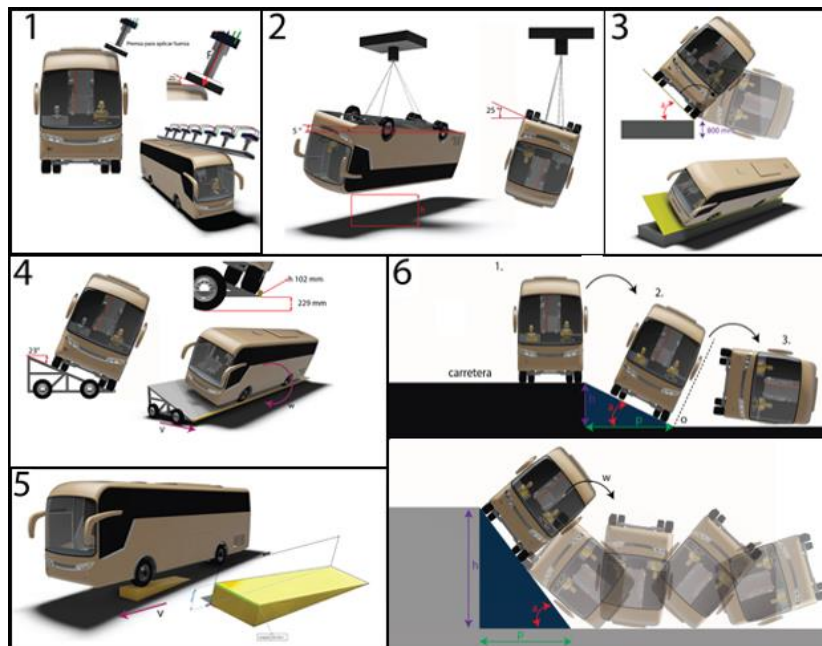 1
Prensa para aplicar fuerza
F
2
5 °
25 °
h
3
a
800 mm
4
23°
h 102 mm
229 mm
V
w
5
V
6
1.
2.
3.
carretera
h
a
p
o
w
h
a
p